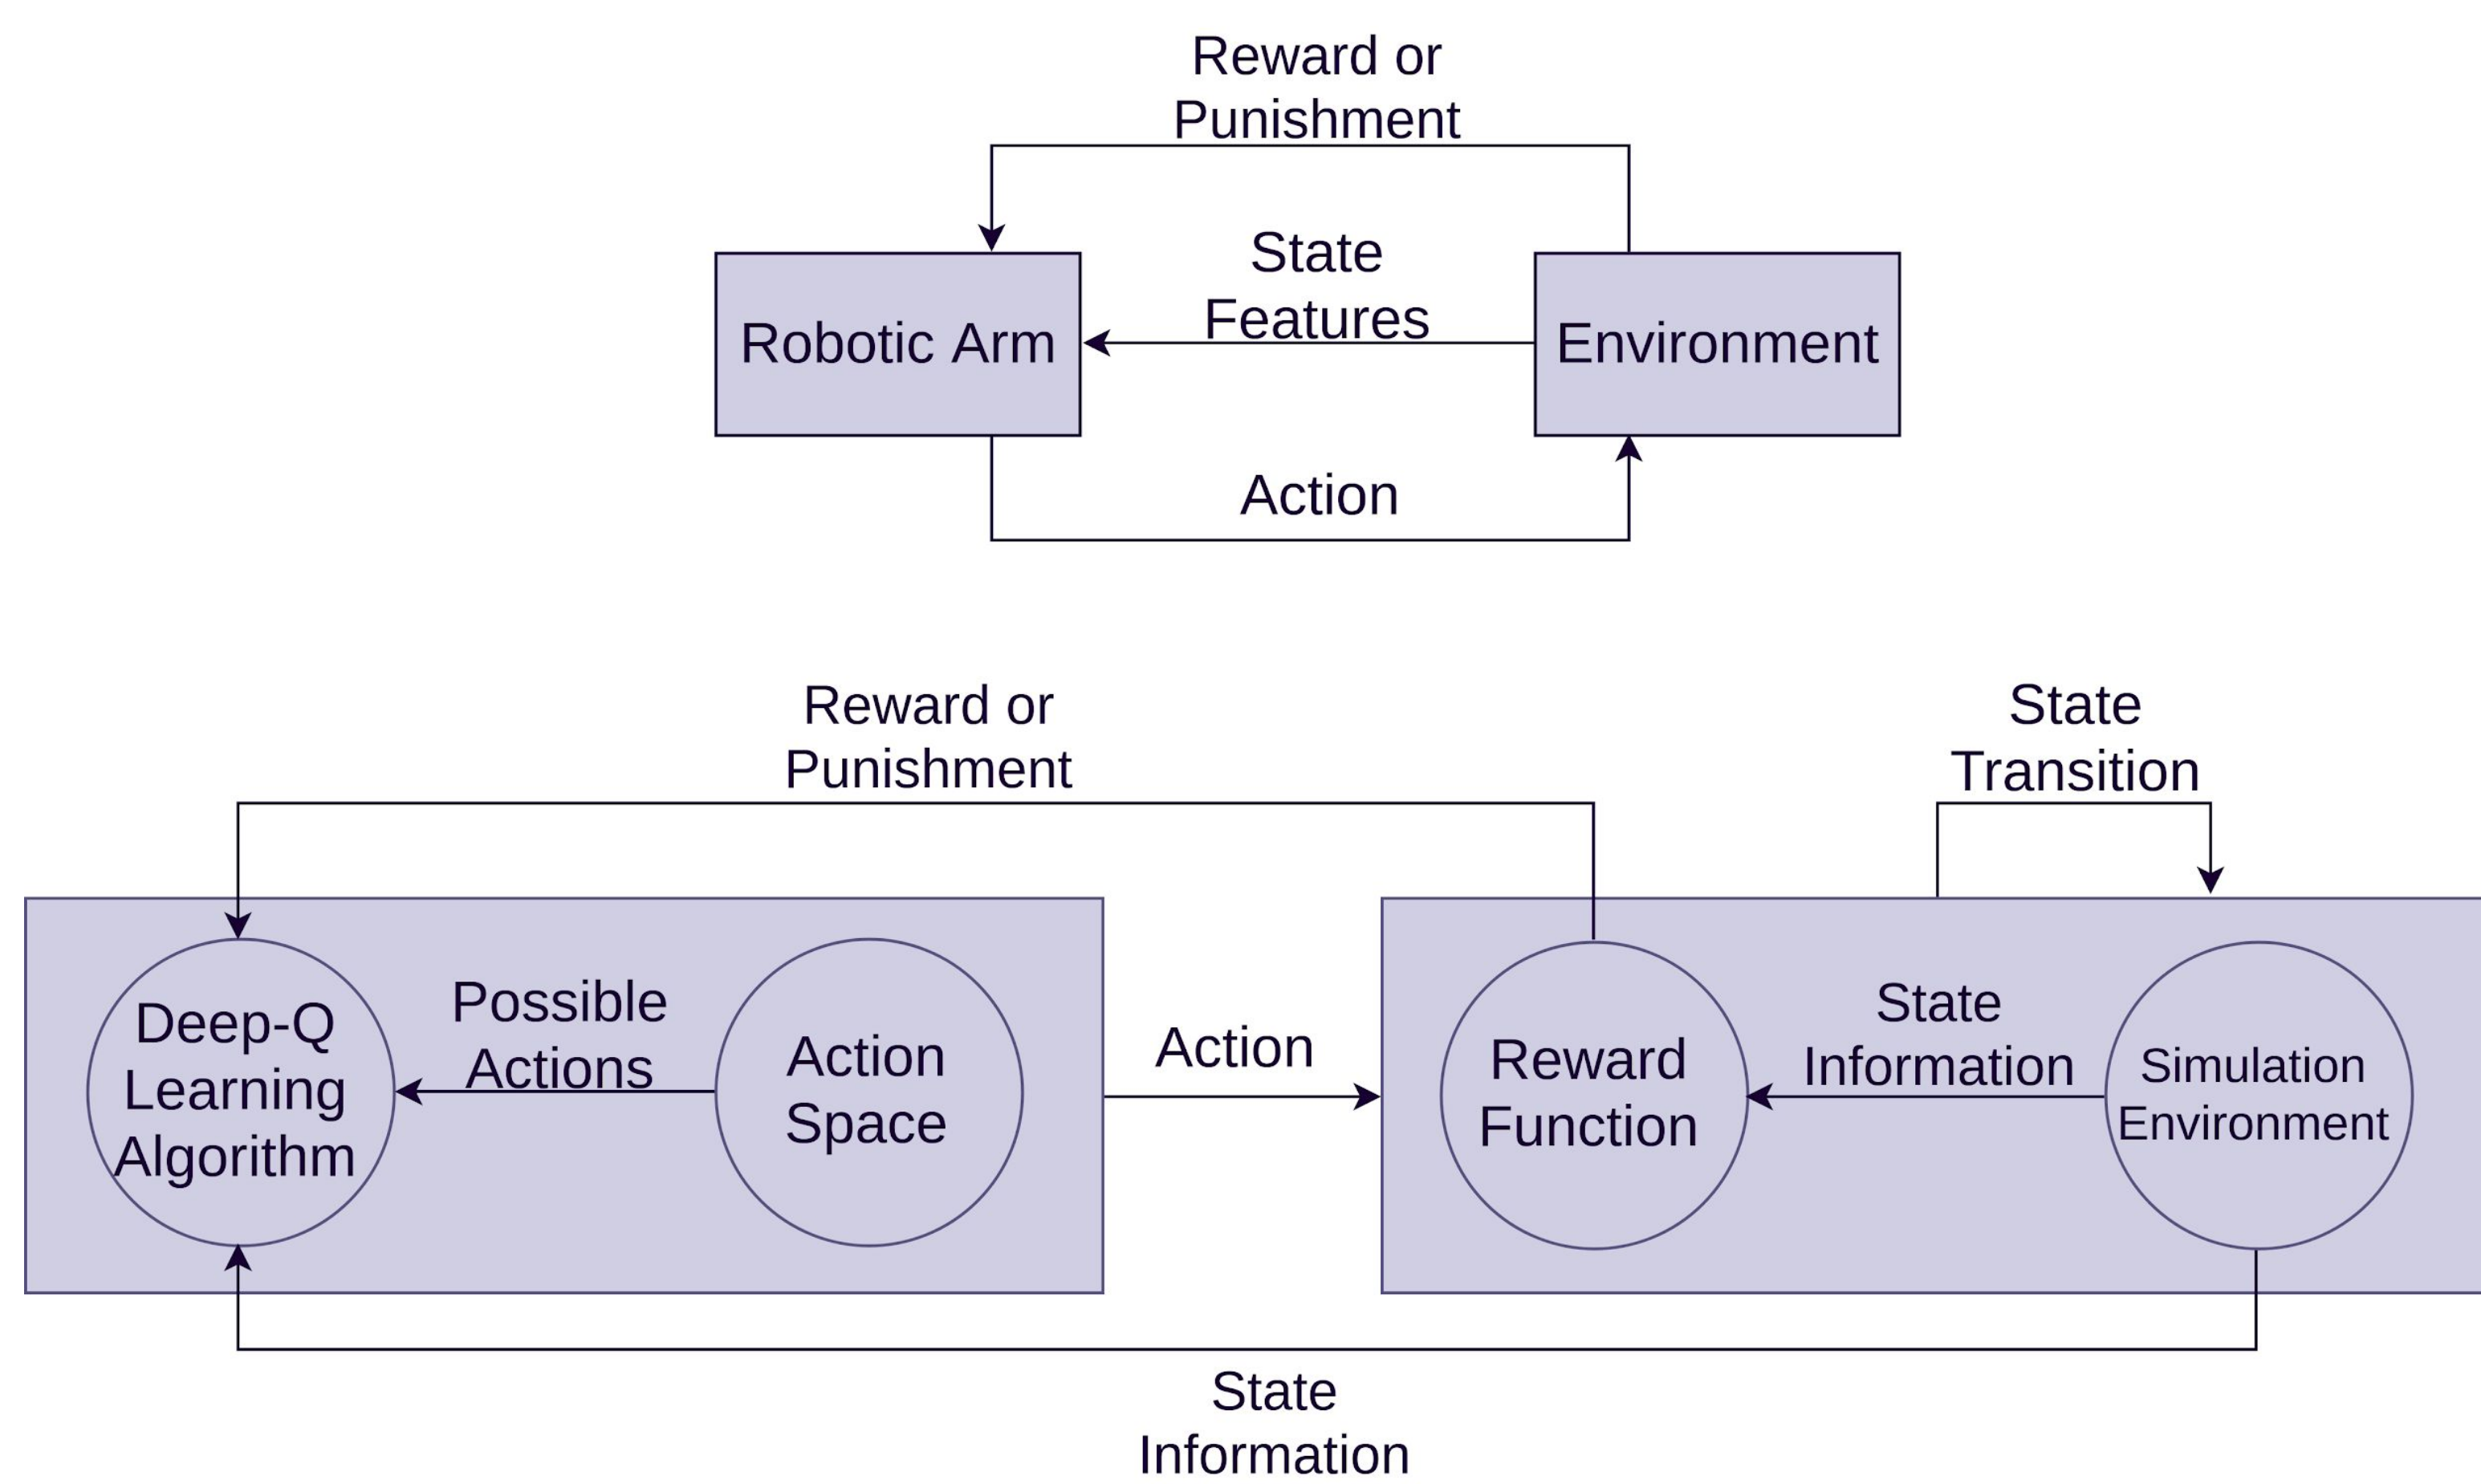 Reward or
Punishment
State
Features
Robotic Arm
Environment
Action
Reward or
Punishment
State
Transition
Deep-Q
Learning
Algorithm
Possible
Actions
Action
Space
Action
Reward
Function
State
Information
Simulation
Environment
State
Information